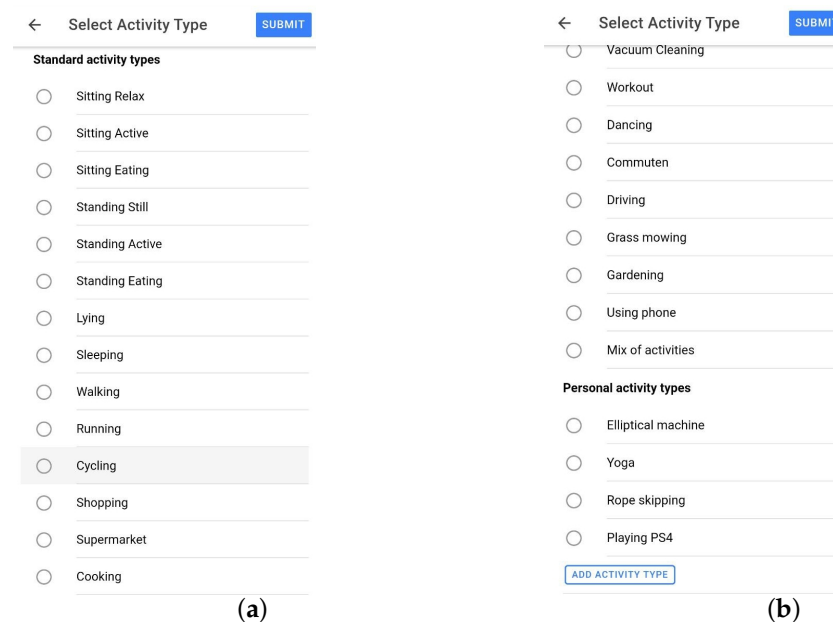 Select Activity Type
SUBMIT
Standard activity types
Sitting Relax
Sitting Active
Sitting Eating
Standing Still
Standing Active
Standing Eating
Lying
Sleeping
Walking
Running
Cycling
Shopping
Supermarket
Cooking
(a)
Select Activity Type
SUBMIT
Vacuum Cleaning
Workout
Dancing
Commuten
Driving
Grass mowing
Gardening
Using phone
Mix of activities
Personal activity types
Elliptical machine
Yoga
Rope skipping
Playing PS4
ADD ACTIVITY TYPE
(b)